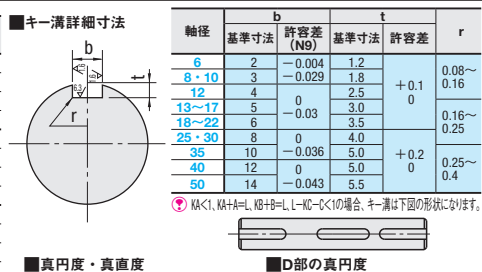 ■キー溝詳細寸法
b
1.6
1.6
6.3
t
r
軸径 b t r
基準寸法 許容差(N9) 基準寸法 許容差
6 2 －0.004 －0.029 1.2 ＋0.1 0 0.08〜0.16
8・10 3 1.8
12 4 0 －0.03 2.5
13〜17 5 3.0 0.16〜0.25
18〜22 6 3.5
25・30 8 0 －0.036 4.0 ＋0.2 0
35 10 5.0 0.25〜0.4
40 12 0 －0.043 5.0
50 14 5.5
KA<1、KA+A=L、KB+B=L、L−KC−C<1の場合、キー溝は下図の形状になります。
■真円度・真直度
■D部の真円度